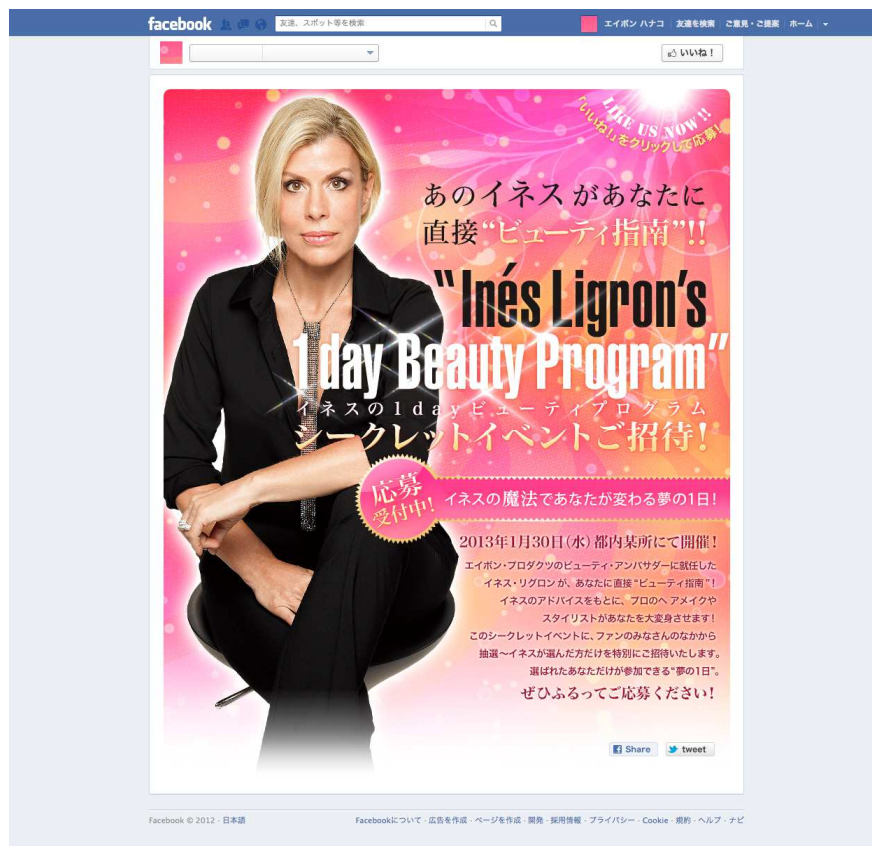 facebook
友達、スポット等を検索
エイボン ハナコ
友達を検索
ご意見・ご提案
ホーム
いいね！
LIKE US NOW!!
「いいね！」をクリックして応募！
あのイネスがあなたに
直接“ビューティ指南”!!
“Inés Ligron's
1day Beauty Program”
イネスの1dayビューティプログラム
シークレットイベントご招待！
応募
受付中！
イネスの魔法であなたが変わる夢の1日！
2013年1月30日（水）都内某所にて開催！
エイボン・プロダクツのビューティ・アンバサダーに就任した
イネス・リグロンが、あなたに直接“ビューティ指南”！
イネスのアドバイスをもとに、プロのヘアメイクや
スタイリストがあなたを大変身させます！
このシークレットイベントに、ファンのみなさんのなかから
抽選〜イネスが選んだ方だけを特別にご招待いたします。
選ばれたあなただけが参加できる“夢の1日”。
ぜひふるってご応募ください！
Share
tweet
Facebook © 2012 · 日本語
Facebookについて · 広告を作成 · ページを作成 · 開発 · 採用情報 · プライバシー · Cookie · 規約 · ヘルプ · ナビ